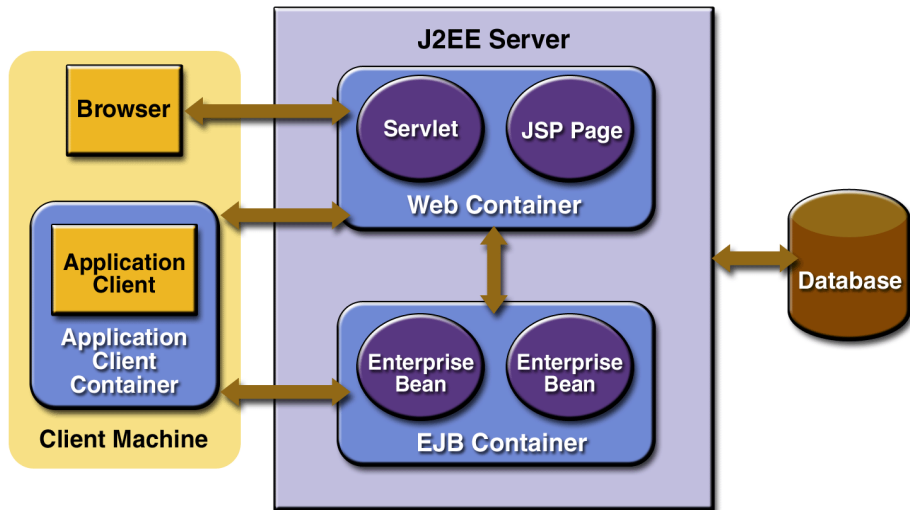 J2EE Server
Browser
Servlet
JSP Page
Web Container
Application
Client
Application
Client
Container
Client Machine
Enterprise
Bean
Enterprise
Bean
EJB Container
Database